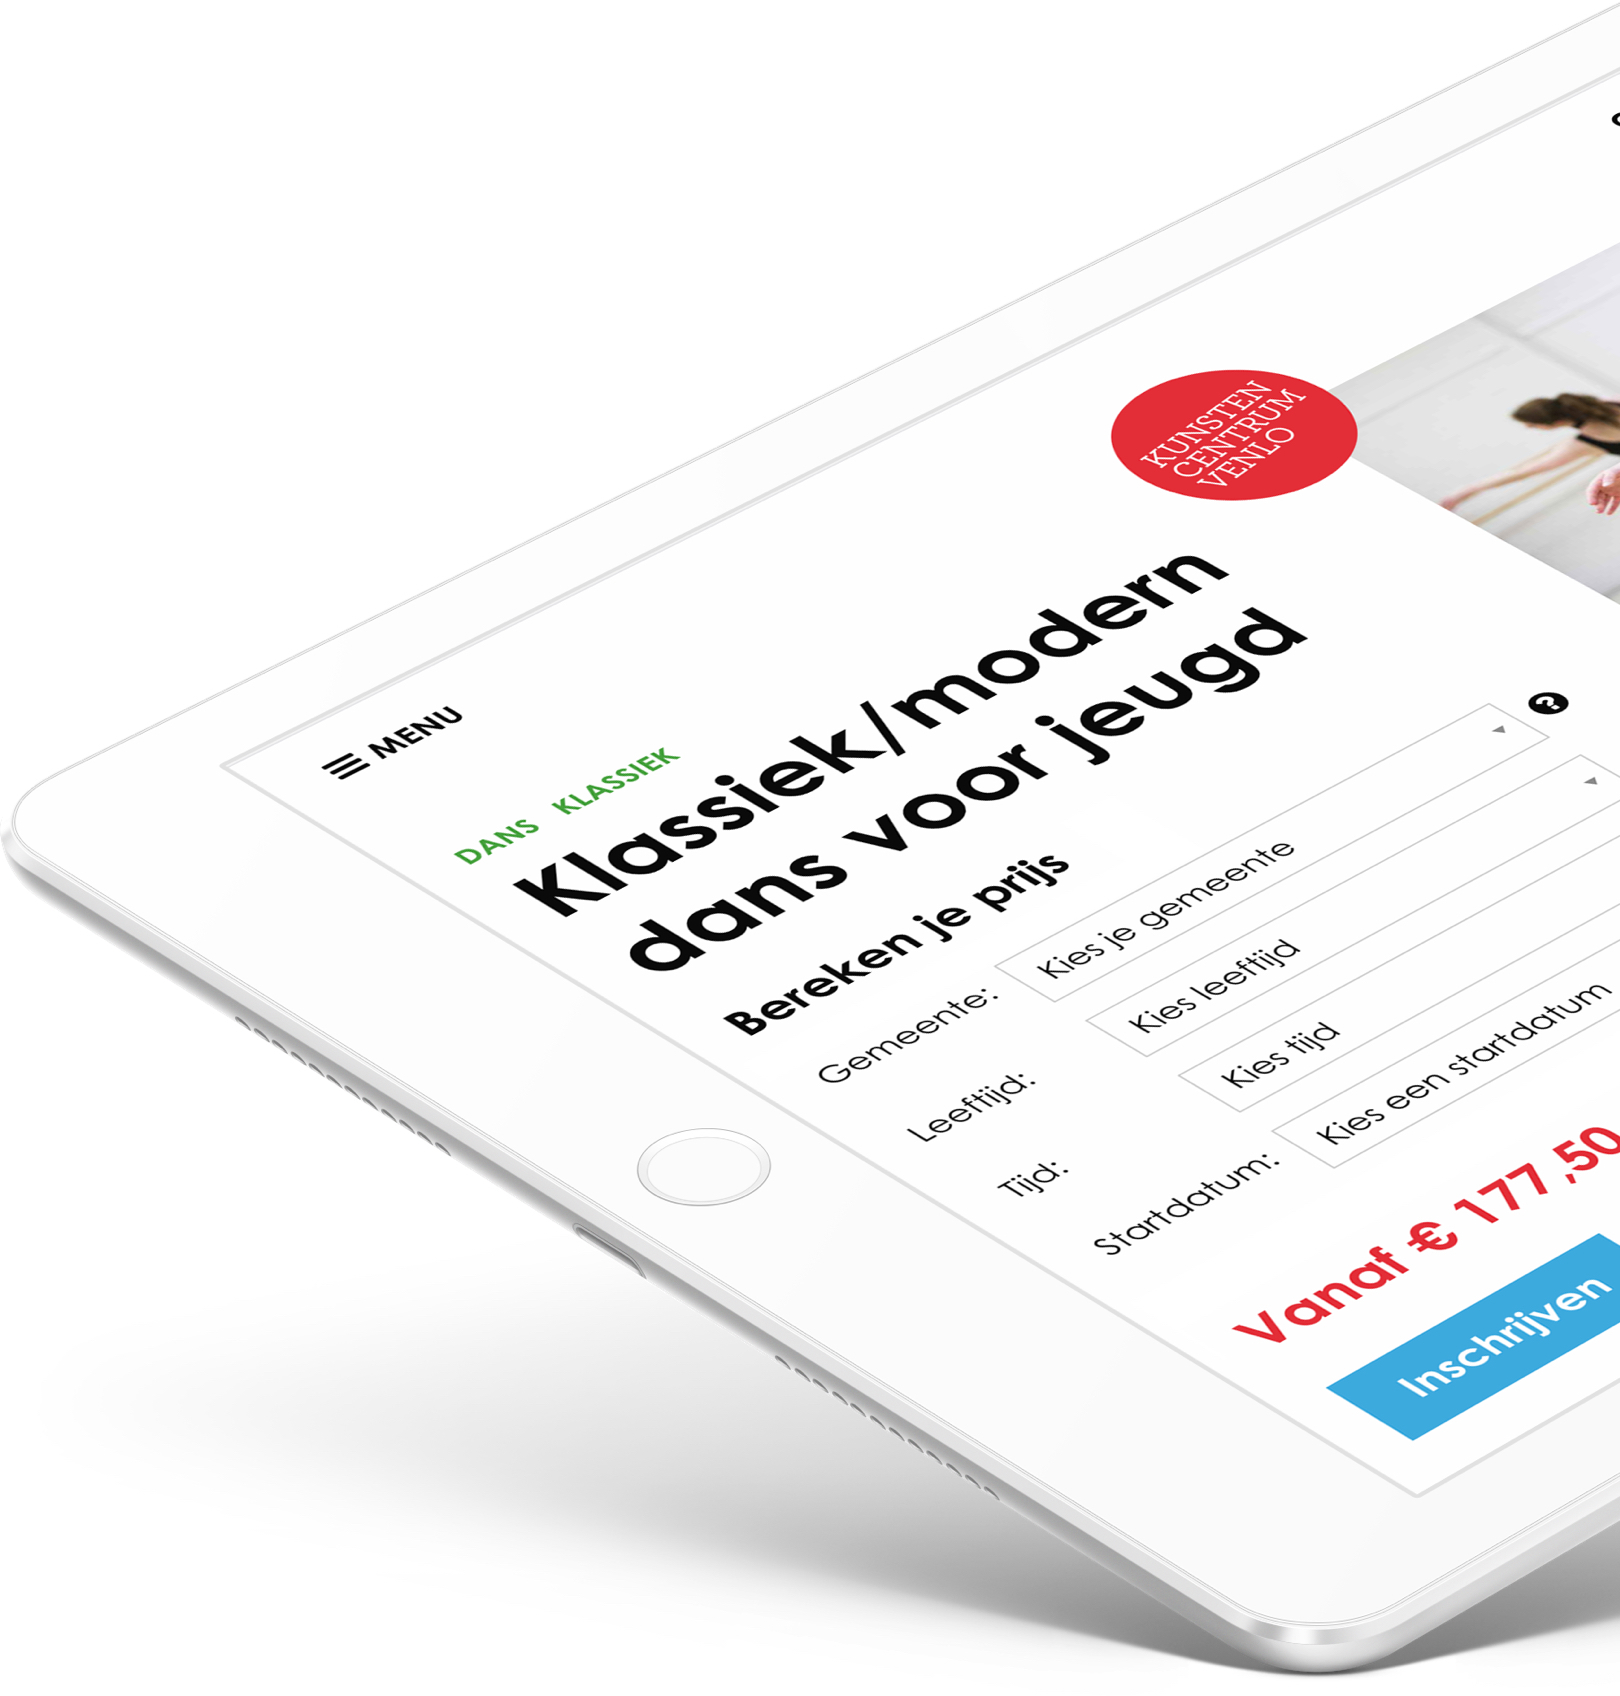 MENU
KUNSTEN
CENTRUM
VENLO
DANS KLASSIEK
Klassiek/modern
dans voor jeugd
Bereken je prijs
Gemeente: Kies je gemeente ?
Leeftijd: Kies leeftijd
Tijd: Kies tijd
Startdatum: Kies een startdatum
Vanaf € 177,50
Inschrijven